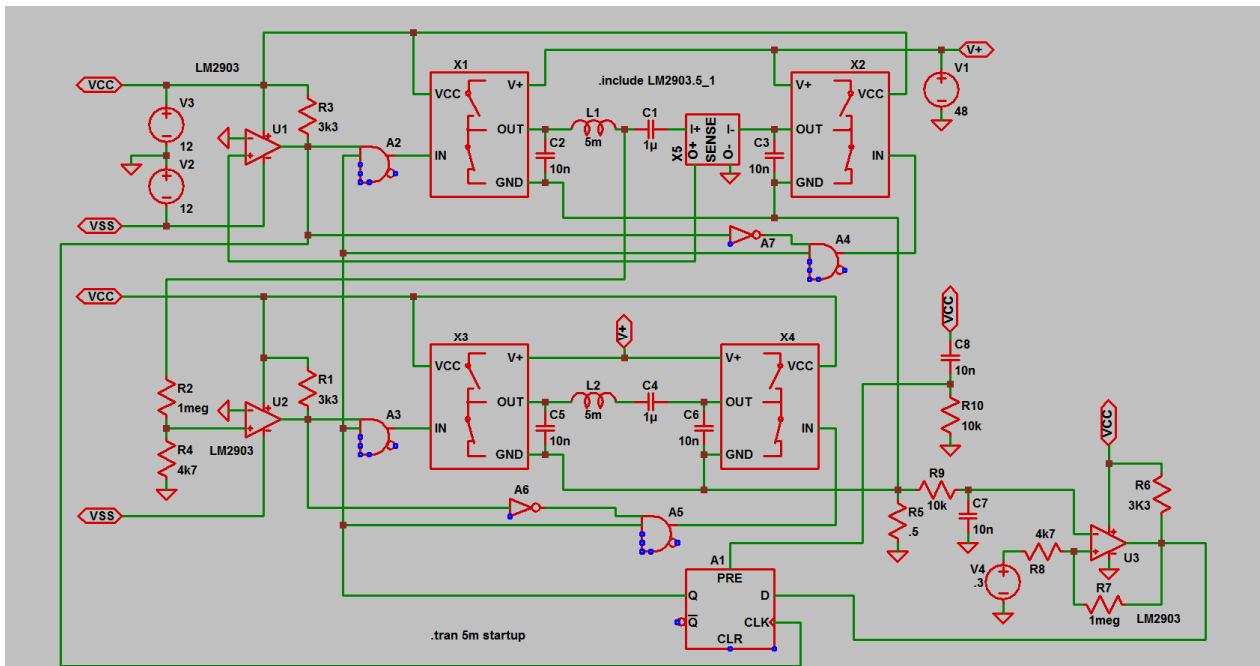 VCC
LM2903
V3
12
V2
12
VSS
U1
R3
3k3
A2
X1
V+
VCC
OUT
IN
GND
C2
10n
L1
5m
C1
1µ
.include LM2903.5_1
X5
I+
I-
O+
O-
SENSE
C3
10n
X2
V+
VCC
OUT
IN
GND
V+
V1
48
A7
A4
VCC
R2
1meg
R4
4k7
VSS
U2
LM2903
R1
3k3
A3
X3
VCC
V+
OUT
IN
GND
C5
10n
L2
5m
C4
1µ
V+
C6
10n
X4
V+
VCC
OUT
IN
GND
A6
A5
VCC
C8
10n
R10
10k
R9
10k
R5
.5
C7
10n
VCC
R6
3K3
4k7
R8
V4
.3
U3
R7
1meg
LM2903
A1
PRE
Q
D
Q
CLK
CLR
.tran 5m startup